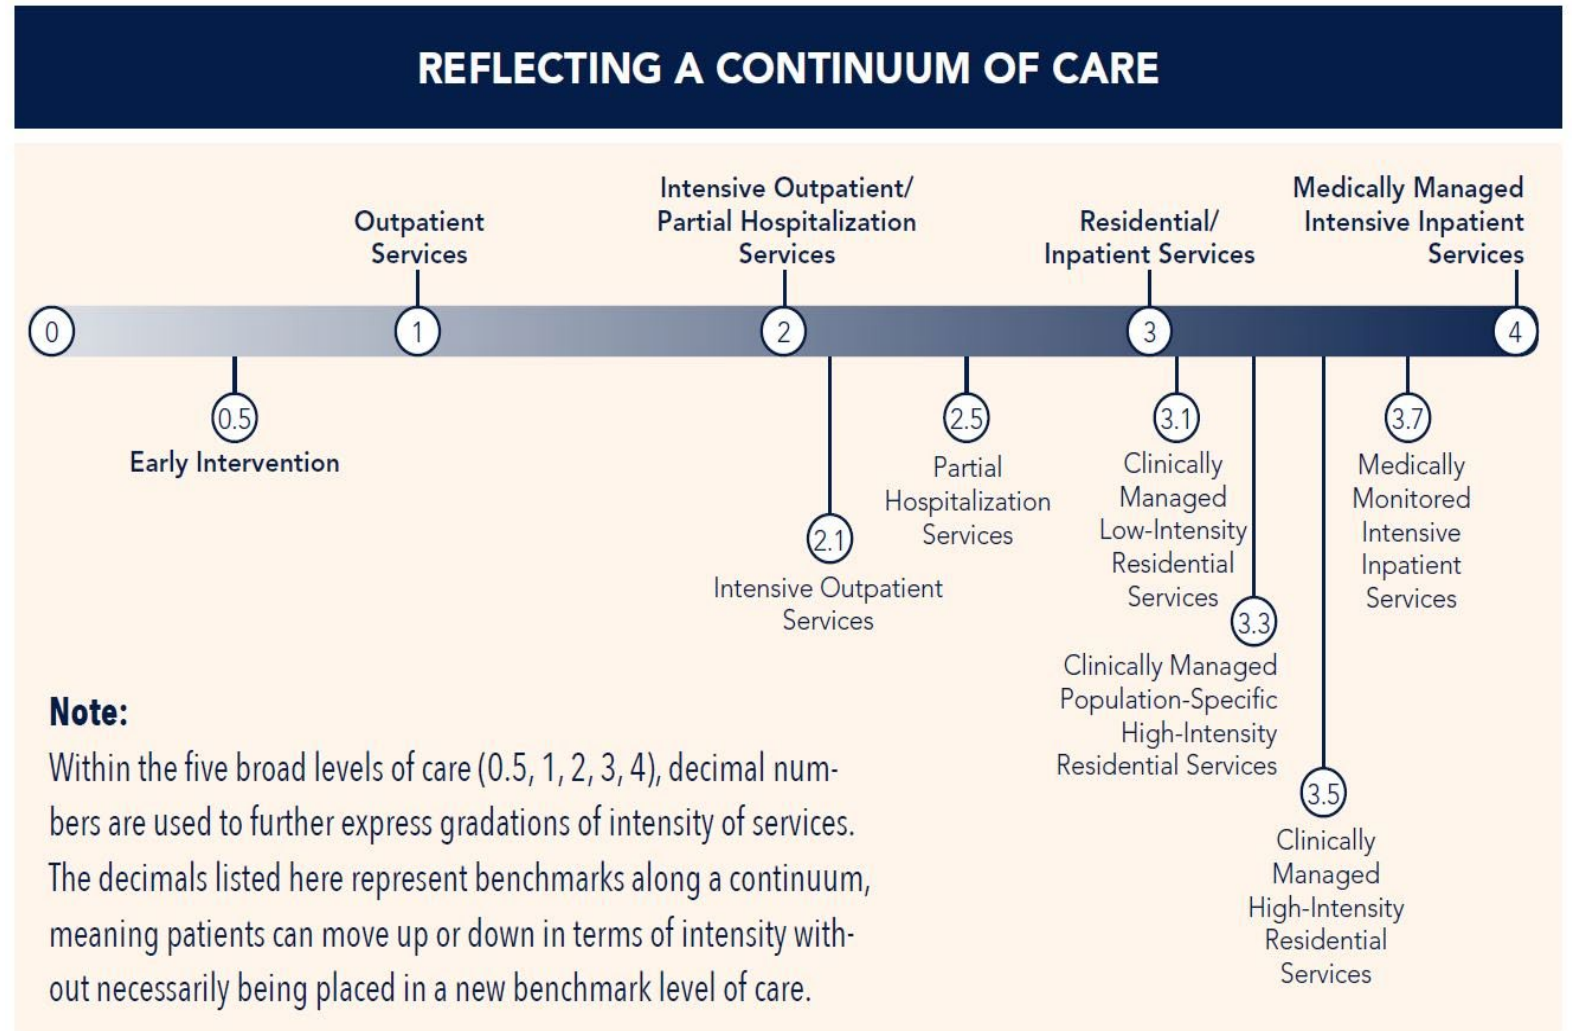 REFLECTING A CONTINUUM OF CARE
Outpatient
Services
Intensive Outpatient/
Partial Hospitalization
Services
Residential/
Inpatient Services
Medically Managed
Intensive Inpatient
Services
0
1
2
3
4
0.5
Early Intervention
2.1
Intensive Outpatient
Services
2.5
Partial
Hospitalization
Services
3.1
Clinically
Managed
Low-Intensity
Residential
Services
3.3
Clinically Managed
Population-Specific
High-Intensity
Residential Services
3.5
Clinically
Managed
High-Intensity
Residential
Services
3.7
Medically
Monitored
Intensive
Inpatient
Services
Note:
Within the five broad levels of care (0.5, 1, 2, 3, 4), decimal num-
bers are used to further express gradations of intensity of services.
The decimals listed here represent benchmarks along a continuum,
meaning patients can move up or down in terms of intensity with-
out necessarily being placed in a new benchmark level of care.